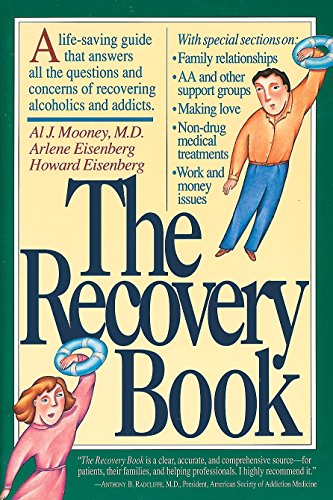 A life-saving guide
that answers
all the questions and
concerns of recovering
alcoholics and addicts.
Al J. Mooney, M.D.
Arlene Eisenberg
Howard Eisenberg
With special sections on:
• Family relationships
• AA and other
support groups
• Making love
• Non-drug
medical
treatments
• Work and
money
issues
The
Recovery
Book
"The Recovery Book is a clear, accurate, and comprehensive source—for
patients, their families, and helping professionals. I highly recommend it."
—Anthony B. Radcliffe, M.D., President, American Society of Addiction Medicine